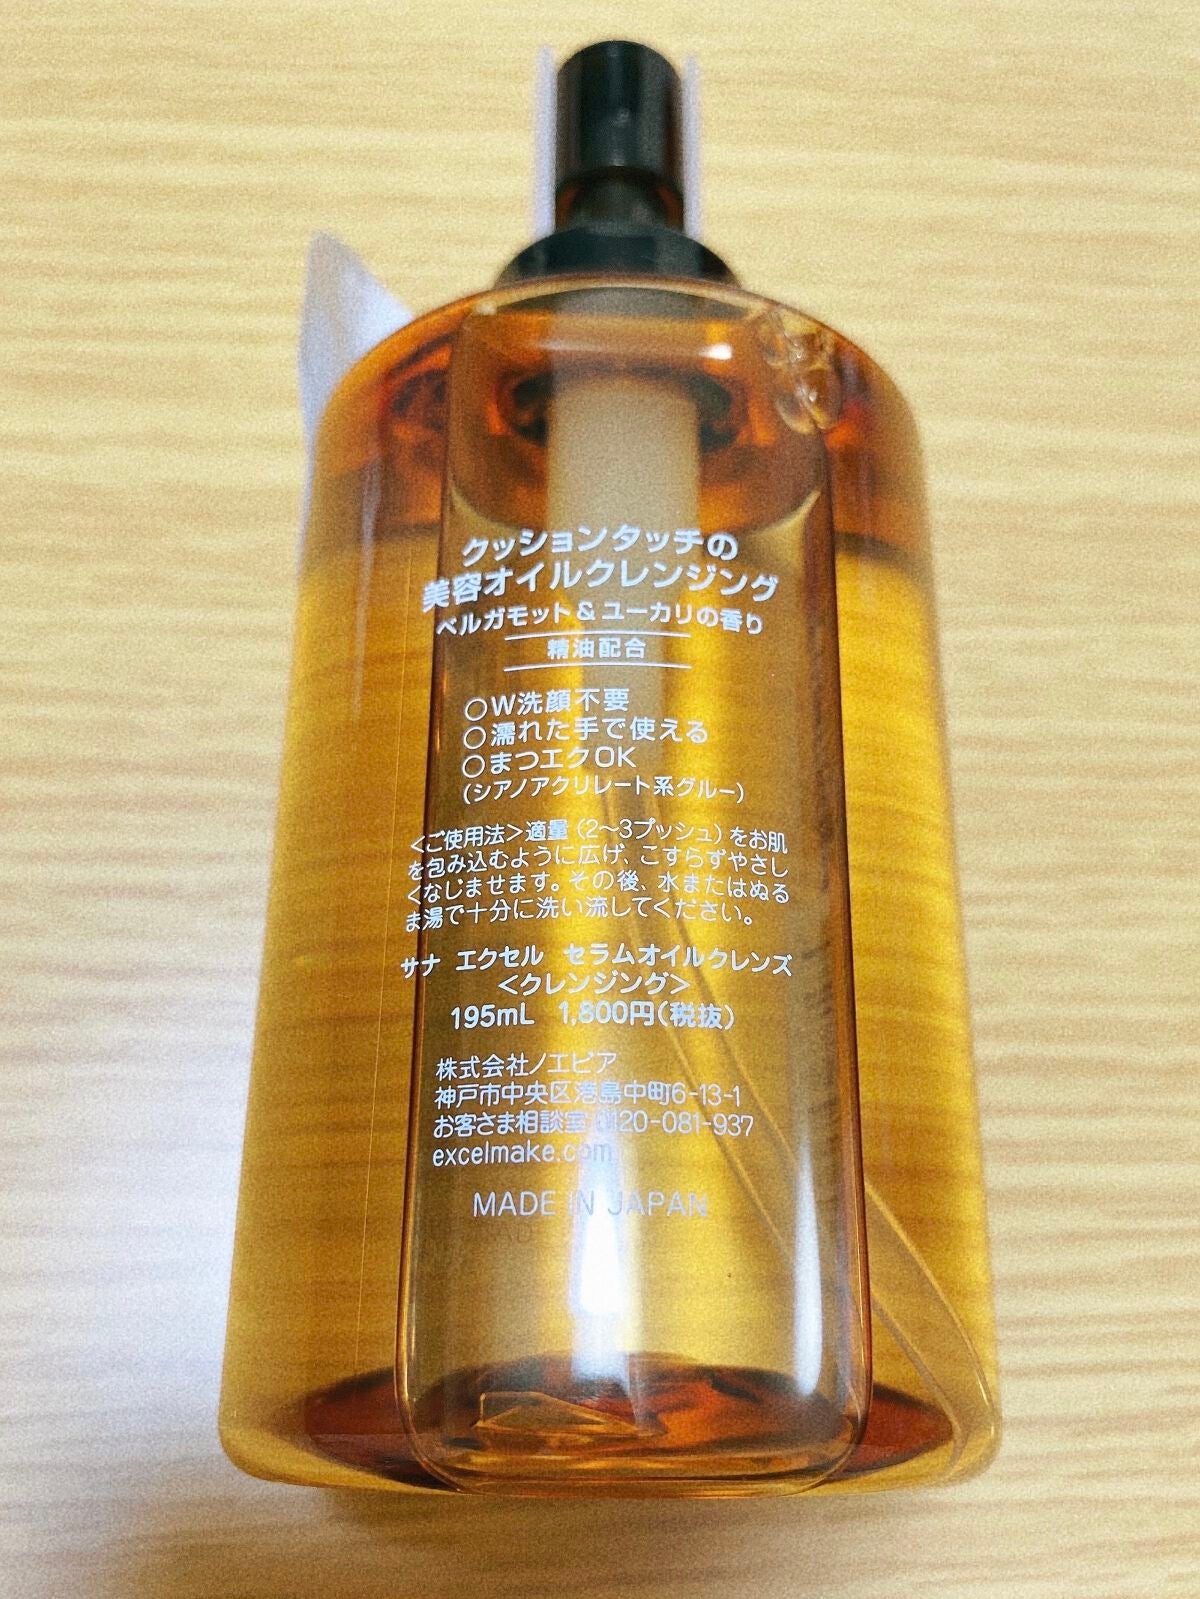 クッションタッチの
美容オイルクレンジング
ベルガモット&ユーカリの香り
精油配合
○W洗顔不要
○濡れた手で使える
○まつエクOK
(シアノアクリレート系グルー)
<ご使用法>適量(2〜3プッシュ)をお肌
を包み込むように広げ、こすらずやさし
くなじませます。その後、水またはぬる
ま湯で十分に洗い流してください。
サナ エクセル セラムオイルクレンズ
<クレンジング>
195mL 1,800円(税抜)
株式会社ノエビア
神戸市中央区港島中町6-13-1
お客さま相談室 0120-081-937
excelmake.com
MADE IN JAPAN